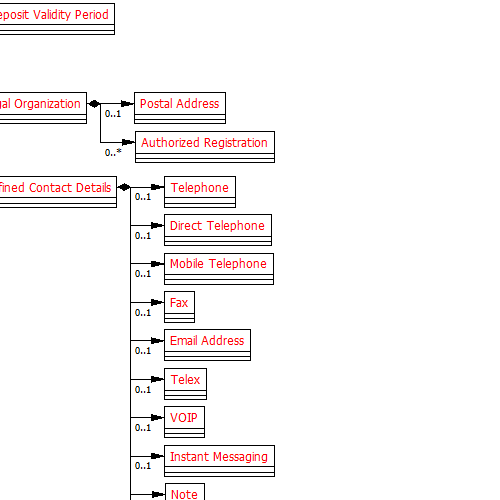 eposit Validity Period
gal Organization
Postal Address
0..1
Authorized Registration
0..*
fined Contact Details
Telephone
0..1
Direct Telephone
0..1
Mobile Telephone
0..1
Fax
0..1
Email Address
0..1
Telex
0..1
VOIP
0..1
Instant Messaging
0..1
Note